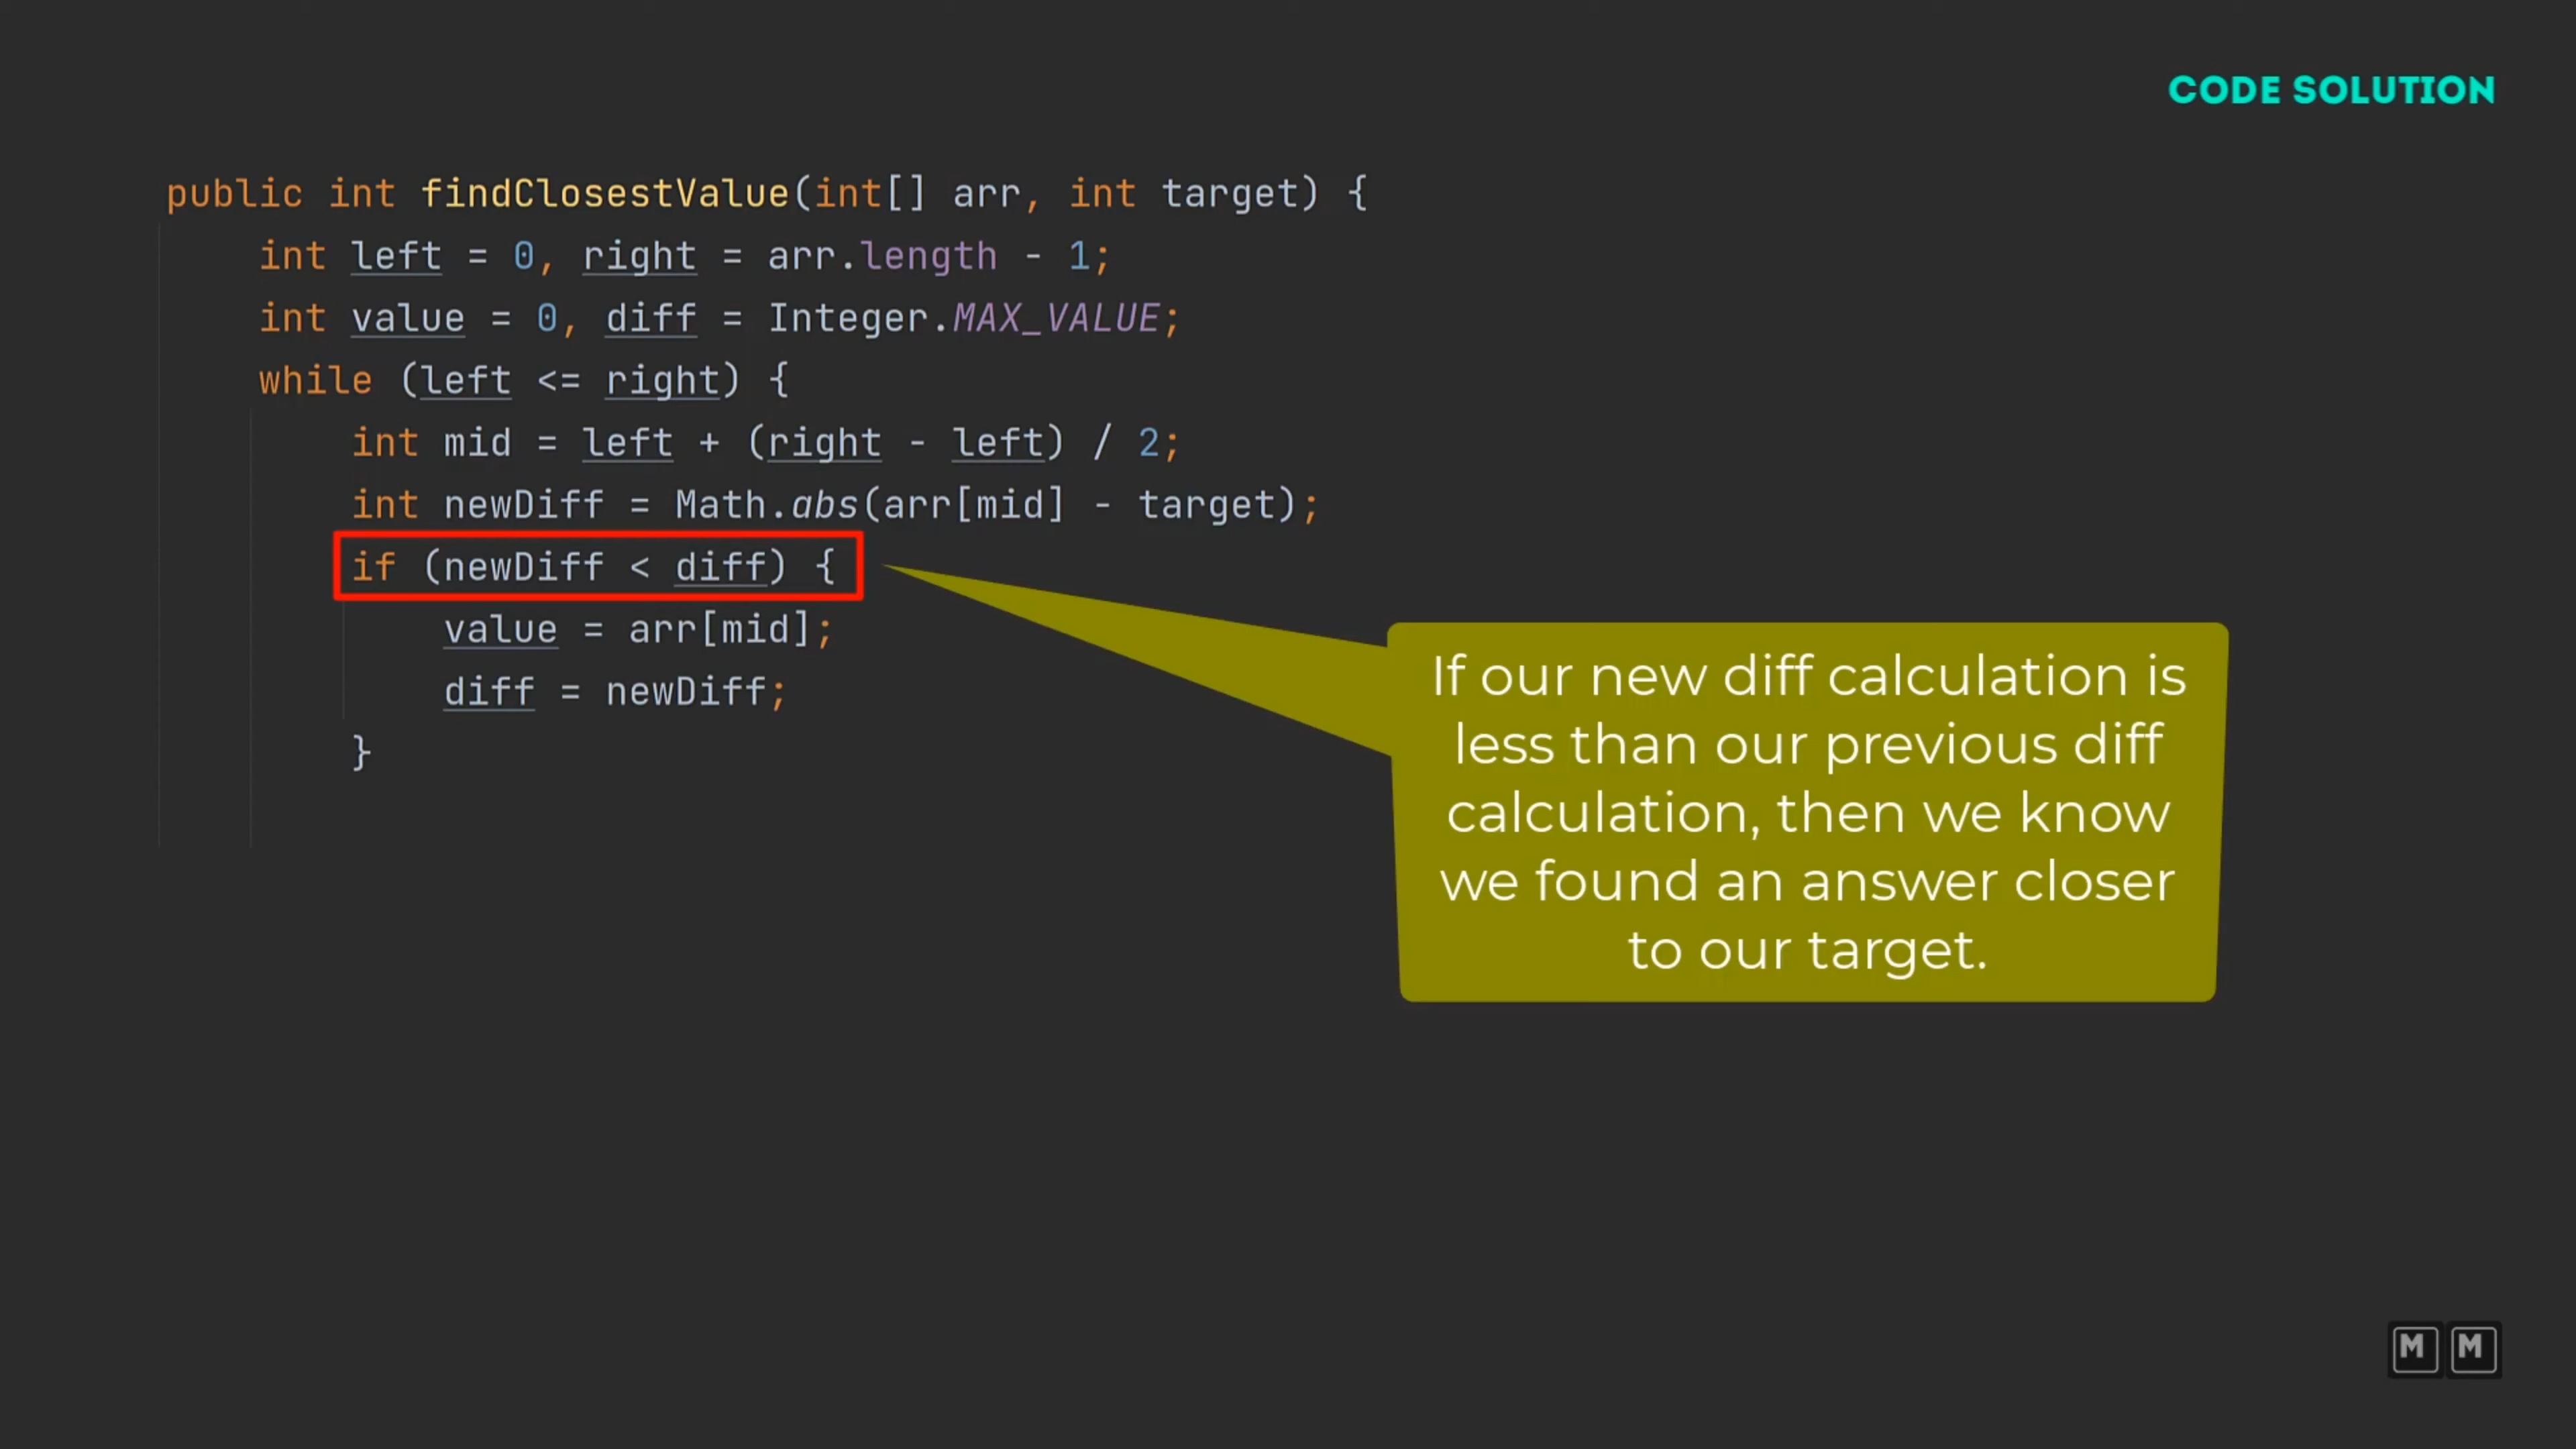 CODE SOLUTION
public int findClosestValue(int[] arr, int target) {
int left = 0, right = arr.length - 1;
int value = 0, diff = Integer.MAX_VALUE;
while (left <= right) {
int mid = left + (right - left) / 2;
int newDiff = Math.abs(arr[mid] - target);
if (newDiff < diff) {
value = arr[mid];
diff = newDiff;
}
If our new diff calculation is
less than our previous diff
calculation, then we know
we found an answer closer
to our target.
M M